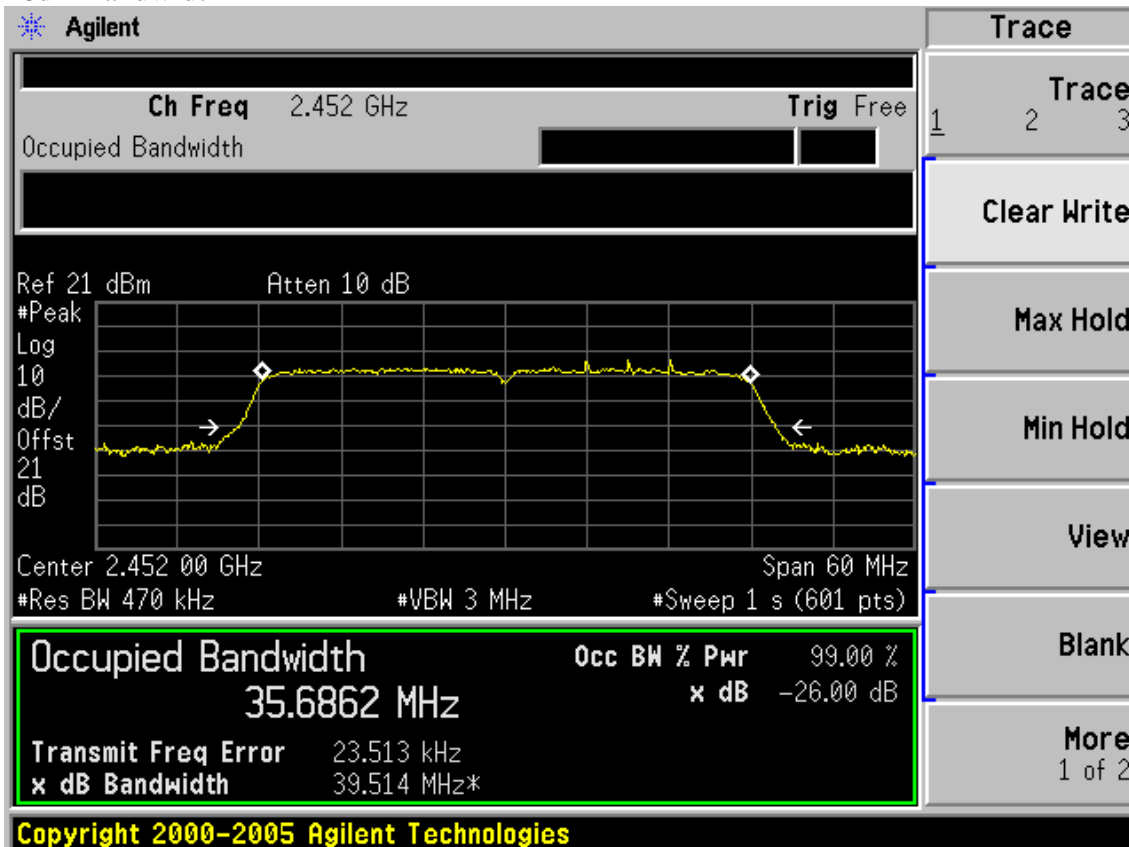 Agilent
Trace
Ch Freq 2.452 GHz Trig Free
Occupied Bandwidth
Trace
1 2 3
Clear Write
Max Hold
Min Hold
View
Blank
More
1 of 2
Ref 21 dBm Atten 10 dB
#Peak
Log
10
dB/
Offst
21
dB
Center 2.452 00 GHz Span 60 MHz
#Res BW 470 kHz #VBW 3 MHz #Sweep 1 s (601 pts)
Occupied Bandwidth
35.6862 MHz
Occ BW % Pwr 99.00 %
x dB -26.00 dB
Transmit Freq Error 23.513 kHz
x dB Bandwidth 39.514 MHz*
Copyright 2000-2005 Agilent Technologies